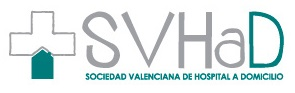 SVHaD
SOCIEDAD VALENCIANA DE HOSPITAL A DOMICILIO